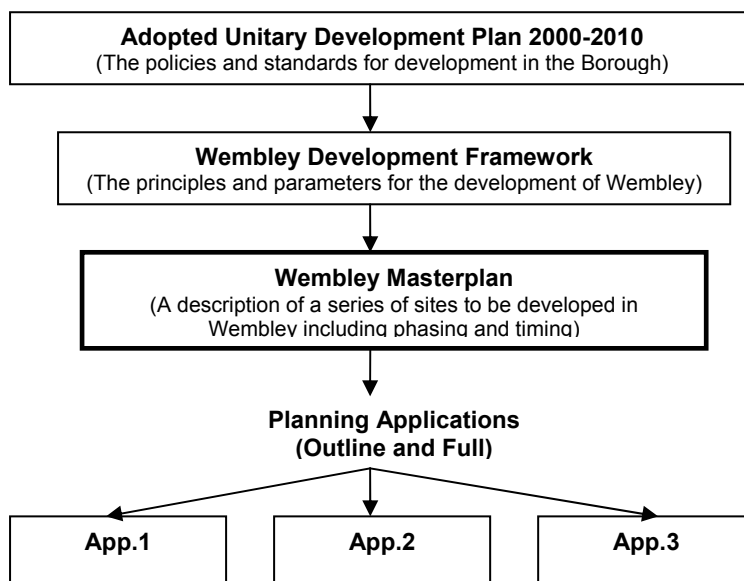 Adopted Unitary Development Plan 2000-2010
(The policies and standards for development in the Borough)
Wembley Development Framework
(The principles and parameters for the development of Wembley)
Wembley Masterplan
(A description of a series of sites to be developed in
Wembley including phasing and timing)
Planning Applications
(Outline and Full)
App.1 App.2 App.3